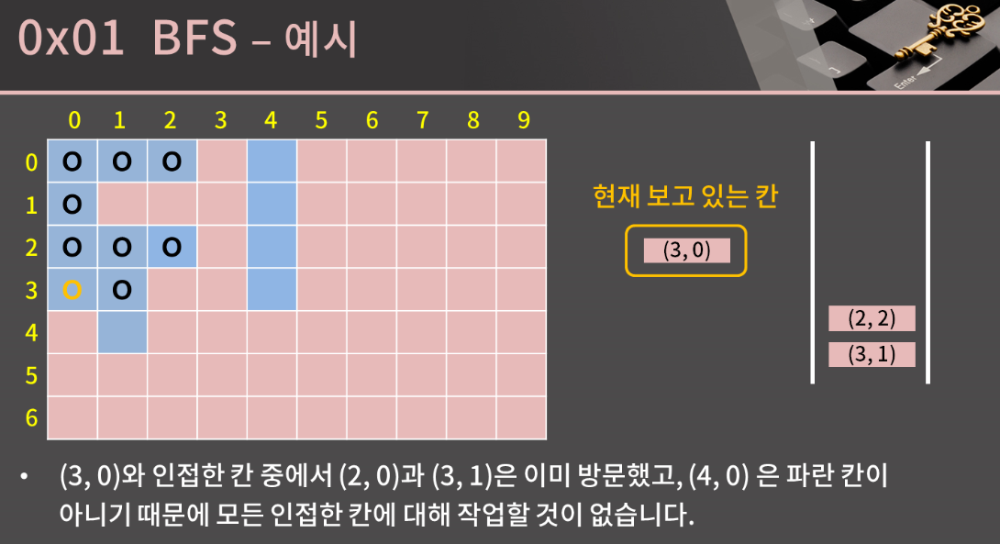 0x01 BFS – 예시
0 1 2 3 4 5 6 7 8 9
0 O O O
1 O
2 O O O
3 O O
4
5
6
현재 보고 있는 칸
(3, 0)
(2, 2)
(3, 1)
Enter
• (3, 0)와 인접한 칸 중에서 (2, 0)과 (3, 1)은 이미 방문했고, (4, 0) 은 파란 칸이
아니기 때문에 모든 인접한 칸에 대해 작업할 것이 없습니다.